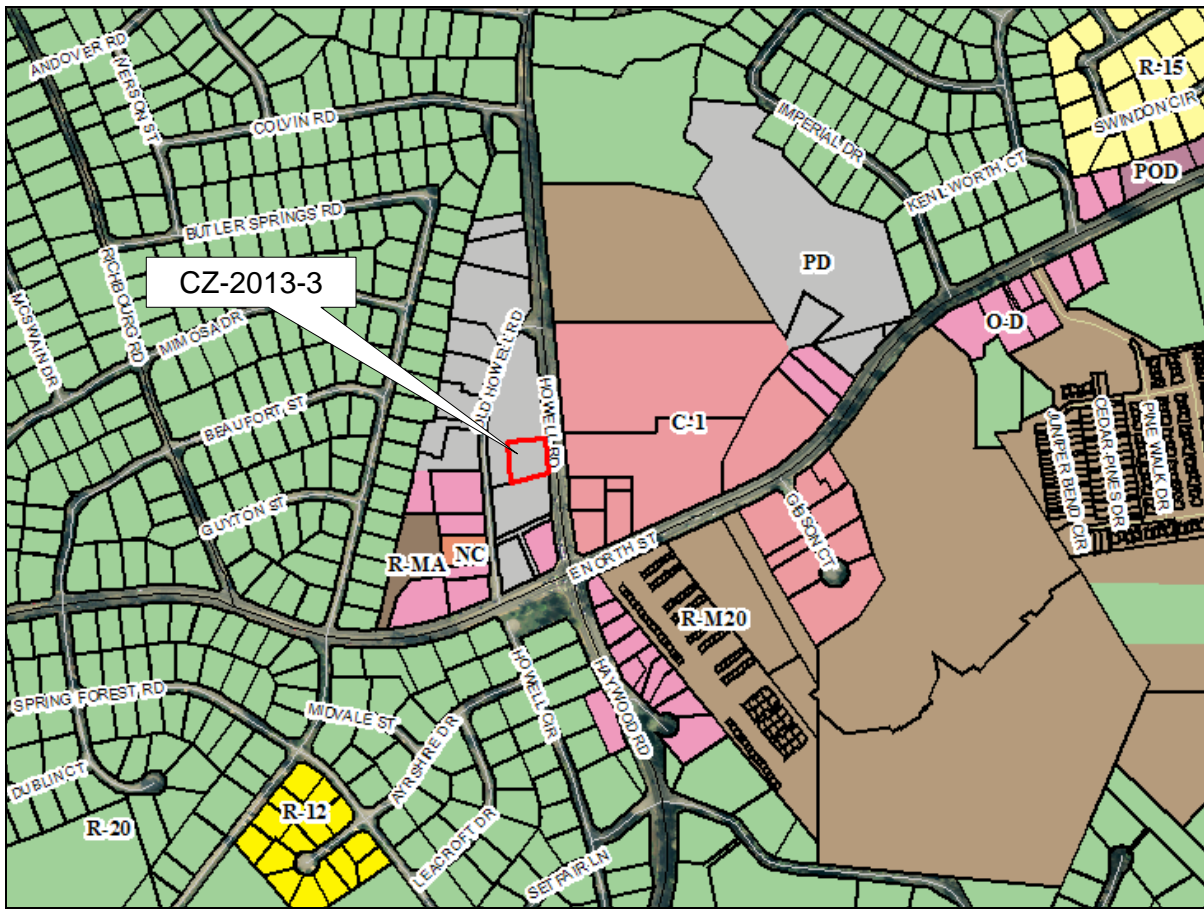 ANDOVER RD
IVERSON ST
COLVIN RD
BUTLER SPRINGS RD
RICHBOURG RD
MCSWAIN DR
MIMOSA DR
BEAUFORT ST
GUYTON ST
CZ-2013-3
OLD HOWELL RD
HOWELL RD
IMPERIAL DR
KENILWORTH CT
SWINDON CIR
R-15
POD
PD
O-D
C-1
R-MA
NC
E NORTH ST
GIBSON CT
JUNIPER BEND CIR
CEDAR PINES DR
PINE WALK DR
R-M20
HAYWOOD RD
HOWELL CIR
SPRING FOREST RD
MIDVALE ST
AYRSHIRE DR
DUBLIN CT
R-20
R-12
LEACROFT DR
SETFAIR LN